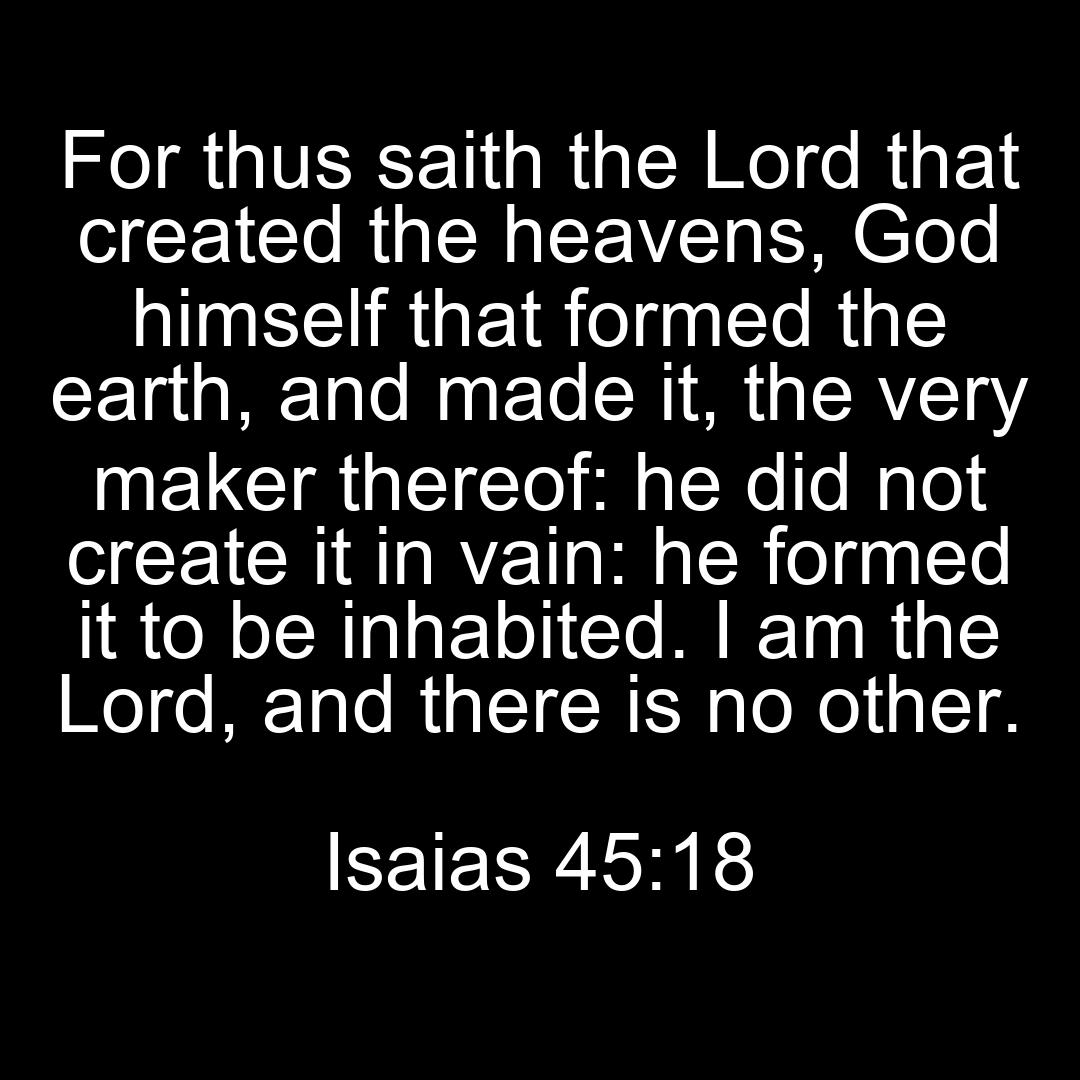 For thus saith the Lord that
created the heavens, God
himself that formed the
earth, and made it, the very
maker thereof: he did not
create it in vain: he formed
it to be inhabited. I am the
Lord, and there is no other.
Isaias 45:18